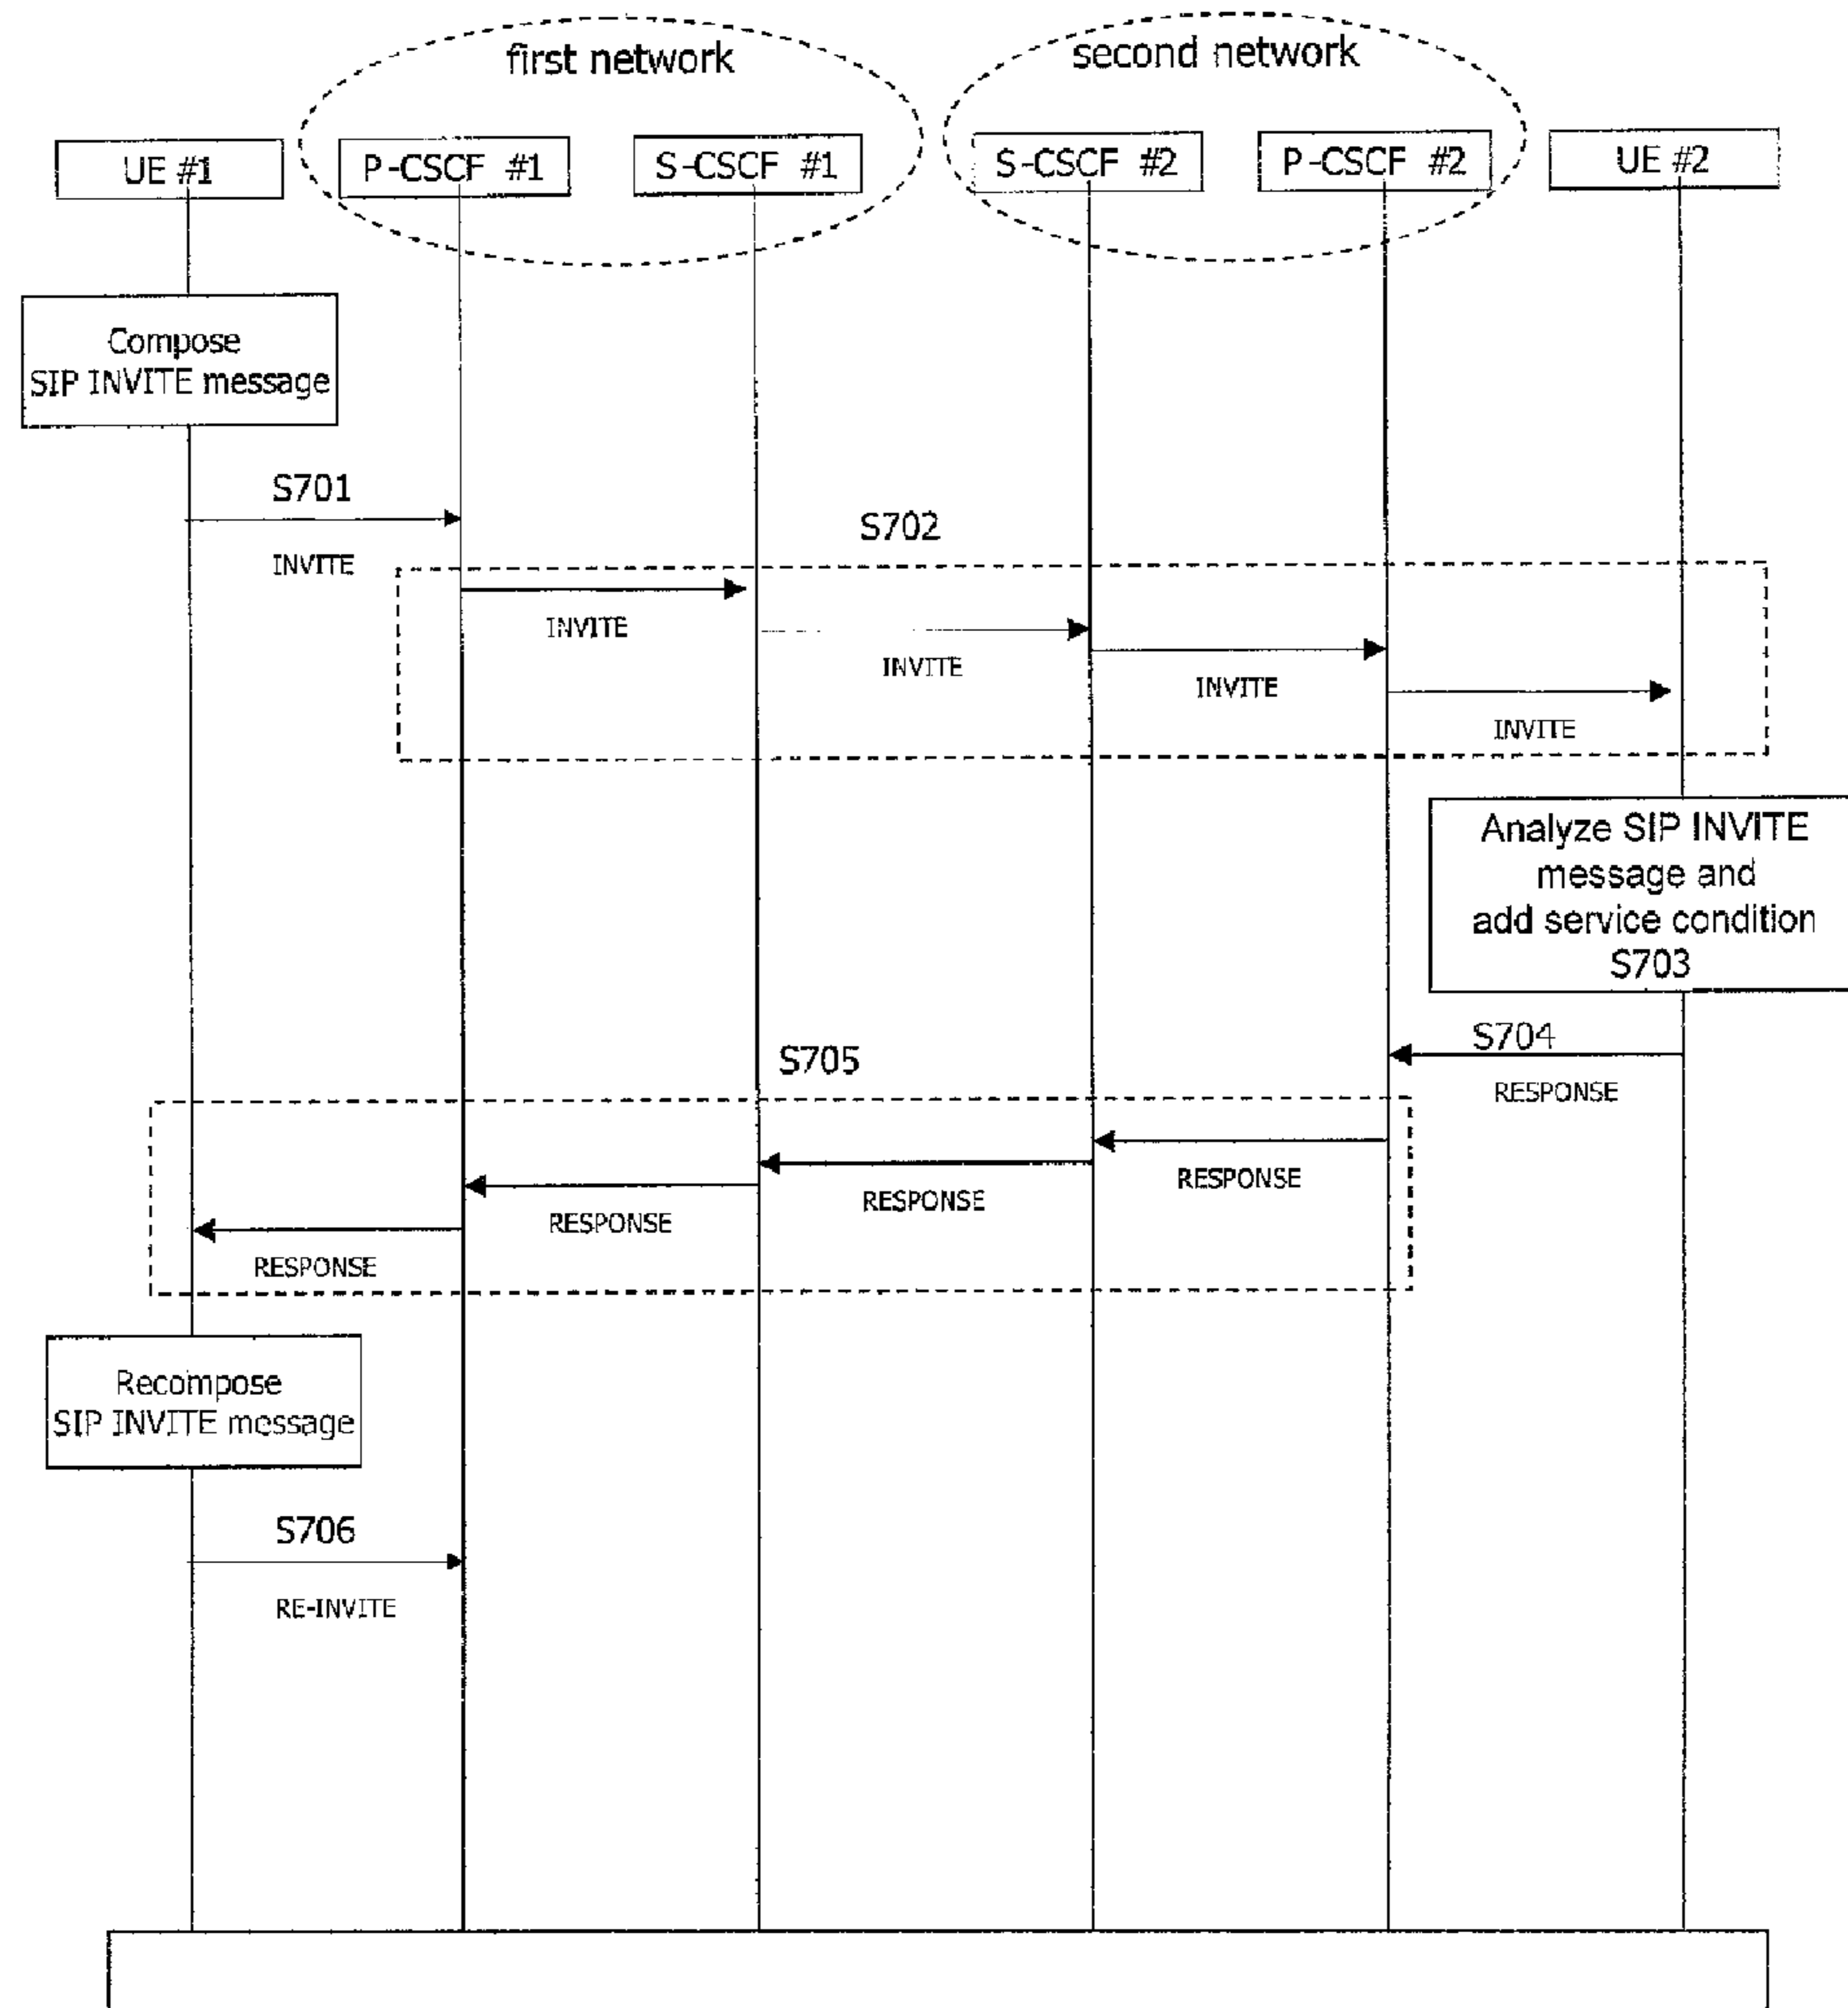 first network
second network
UE #1
P-CSCF #1
S-CSCF #1
S-CSCF #2
P-CSCF #2
UE #2
Compose
SIP INVITE message
S701
INVITE
S702
INVITE
INVITE
INVITE
INVITE
Analyze SIP INVITE
message and
add service condition
S703
S704
RESPONSE
S705
RESPONSE
RESPONSE
RESPONSE
RESPONSE
Recompose
SIP INVITE message
S706
RE-INVITE